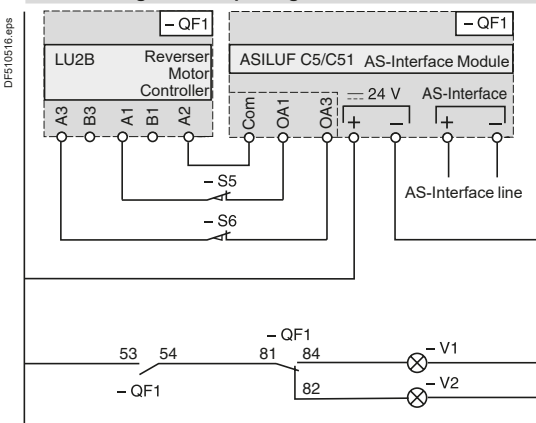 DF510516.eps
– QF1
– QF1
LU2B
Reverser
Motor
Controller
ASILUF C5/C51
AS-Interface Module
A3
B3
A1
B1
A2
Com
OA1
OA3
24 V
AS-Interface
+
–
+
–
– S5
AS-Interface line
– S6
– QF1
53
54
81
84
– V1
– QF1
82
– V2